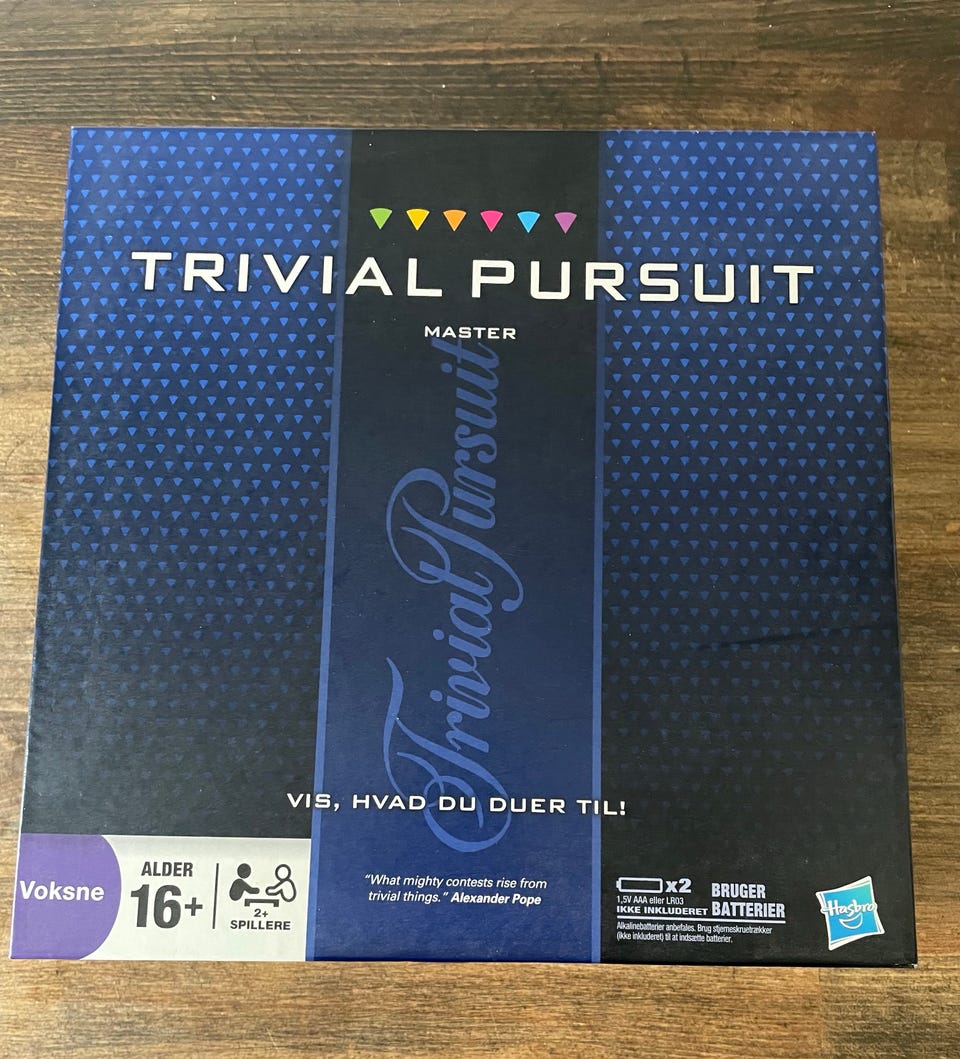 TRIVIAL PURSUIT
MASTER
Trivial Pursuit
VIS, HVAD DU DUER TIL!
Voksne
ALDER
16+
2+
SPILLERE
“What mighty contests rise from
trivial things.” Alexander Pope
x2
1,5V AAA eller LR03
IKKE INKLUDERET
BRUGER
BATTERIER
Alkalinebatterier anbefales. Brug stjerneskruetrækker
(ikke inkluderet) til at indsætte batterier.
Hasbro